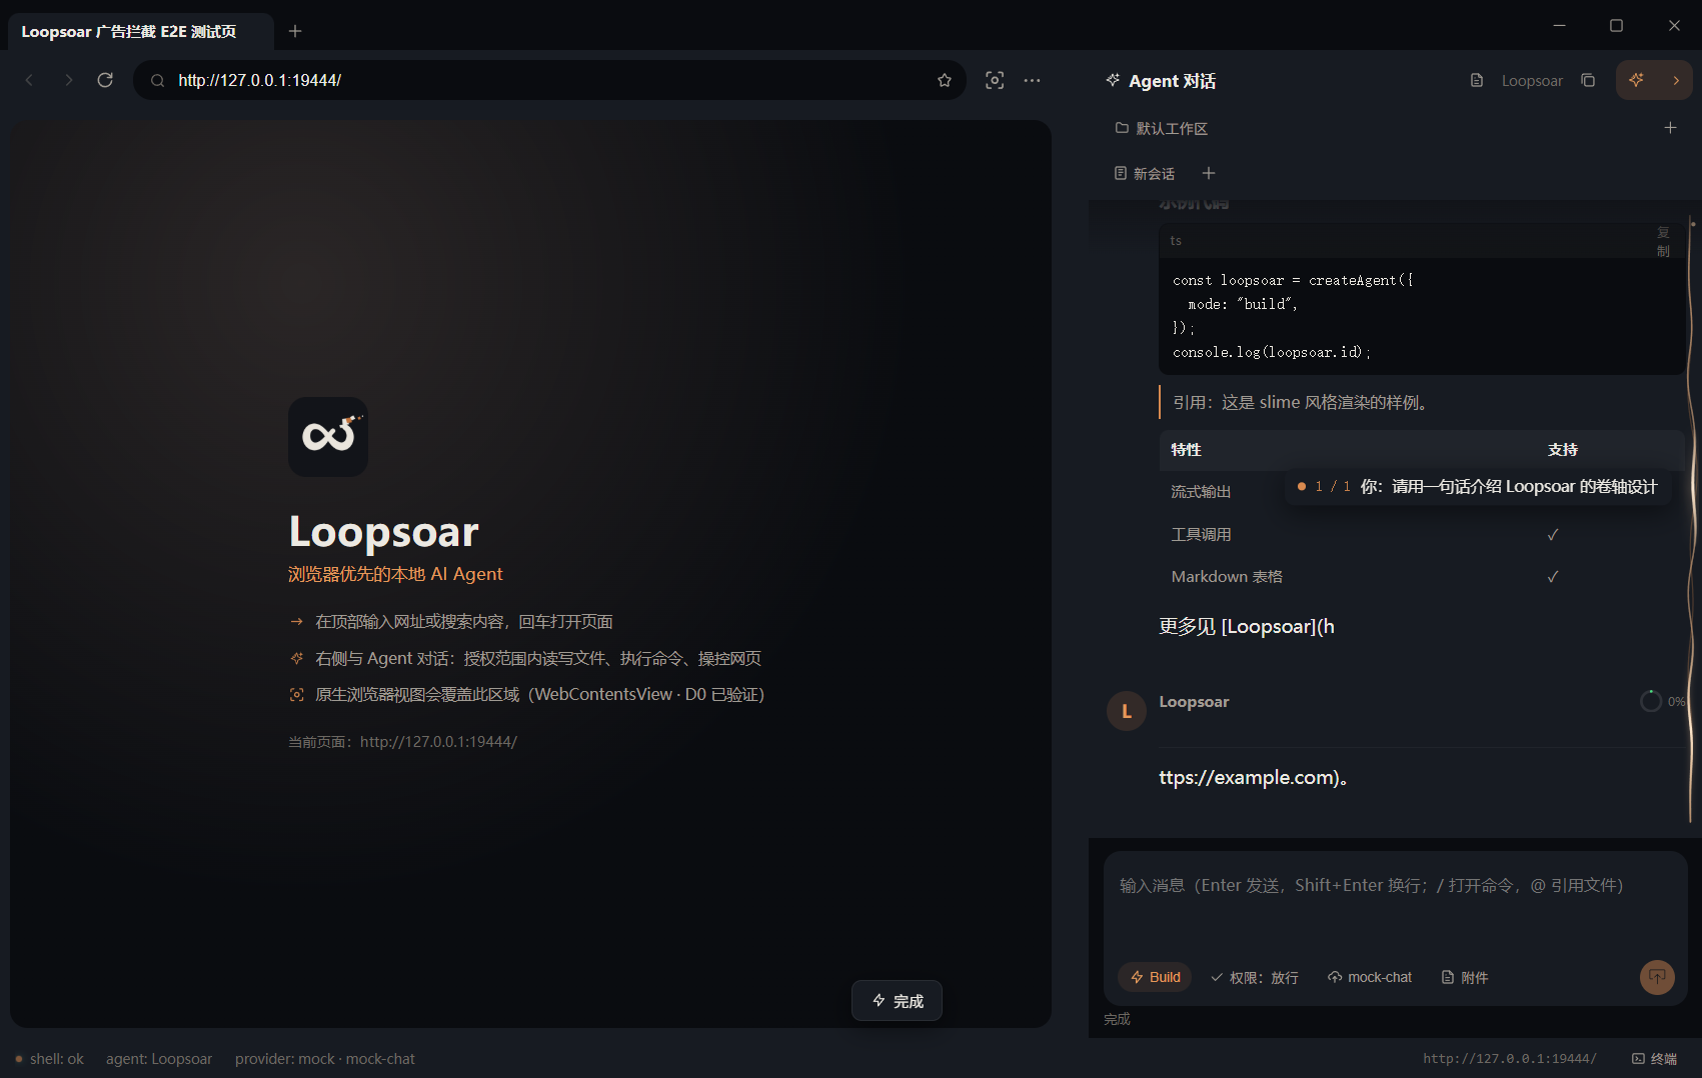 Loopsoar 广告拦截 E2E 测试页
http://127.0.0.1:19444/
Loopsoar
浏览器优先的本地 AI Agent
在顶部输入网址或搜索内容，回车打开页面
右侧与 Agent 对话：授权范围内读写文件、执行命令、操控网页
原生浏览器视图会覆盖此区域（WebContentsView · D0 已验证）
当前页面：http://127.0.0.1:19444/
完成
Agent 对话
Loopsoar
默认工作区
新会话
示例代码
ts
复制
const loopsoar = createAgent({
  mode: "build",
});
console.log(loopsoar.id);
引用：这是 slime 风格渲染的样例。
特性 支持
流式输出
1 / 1 你：请用一句话介绍 Loopsoar 的卷轴设计
工具调用 ✓
Markdown 表格 ✓
更多见 [Loopsoar](h
L
Loopsoar
0%
ttps://example.com)。
输入消息（Enter 发送，Shift+Enter 换行；/ 打开命令，@ 引用文件）
Build 权限：放行 mock-chat 附件
完成
shell: ok agent: Loopsoar provider: mock · mock-chat
http://127.0.0.1:19444/ 终端